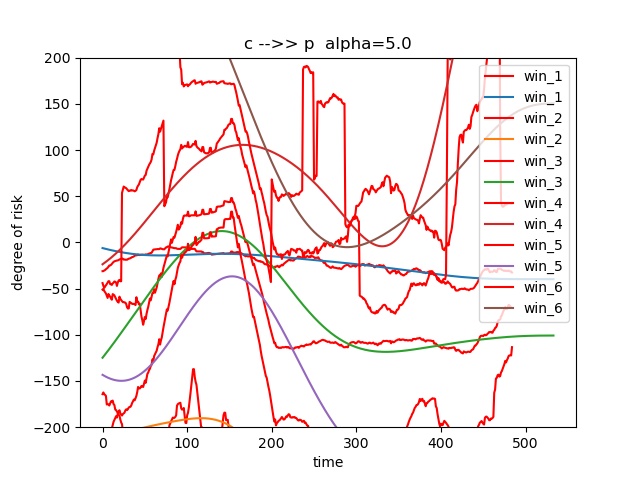 c -->> p  alpha=5.0
degree of risk
200
150
100
50
0
−50
−100
−150
−200
0
100
200
300
400
500
time
win_1
win_1
win_2
win_2
win_3
win_3
win_4
win_4
win_5
win_5
win_6
win_6